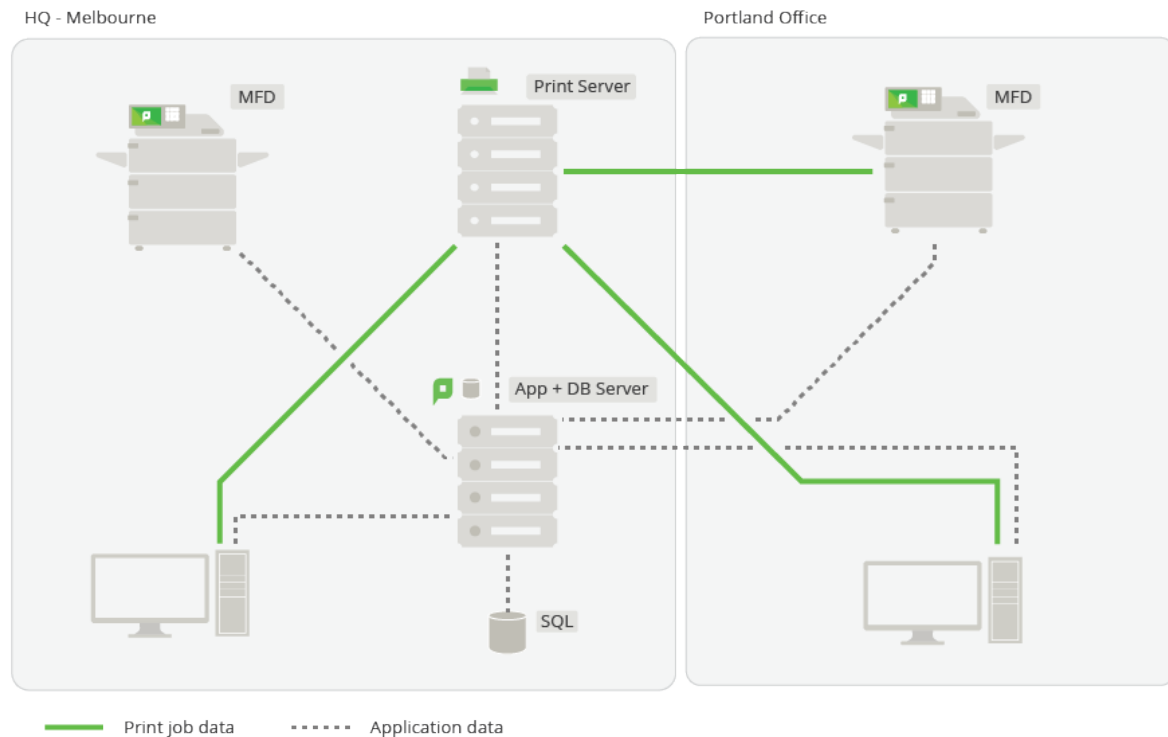 HQ - Melbourne
Portland Office
MFD
Print Server
MFD
App + DB Server
SQL
Print job data
Application data